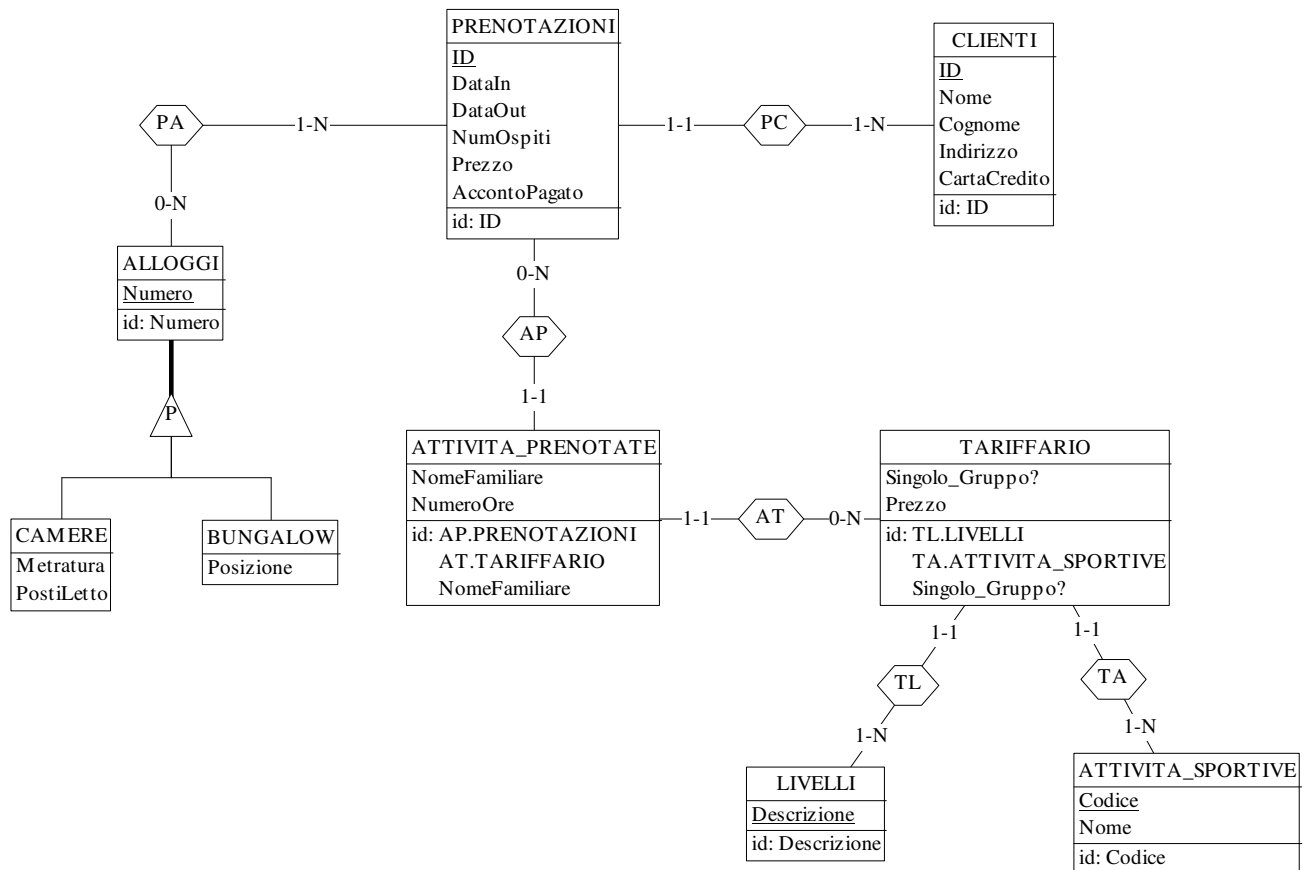 PRENOTAZIONI
ID
DataIn
DataOut
NumOspiti
Prezzo
AccontoPagato
id: ID
CLIENTI
ID
Nome
Cognome
Indirizzo
CartaCredito
id: ID
PA
1-N
1-1
PC
1-N
0-N
ALLOGGI
Numero
id: Numero
P
CAMERE
Metratura
PostiLetto
BUNGALOW
Posizione
0-N
AP
1-1
ATTIVITA_PRENOTATE
NomeFamiliare
NumeroOre
id: AP.PRENOTAZIONI
AT.TARIFFARIO
NomeFamiliare
1-1
AT
0-N
TARIFFARIO
Singolo_Gruppo?
Prezzo
id: TL.LIVELLI
TA.ATTIVITA_SPORTIVE
Singolo_Gruppo?
1-1
TL
1-N
1-1
TA
1-N
LIVELLI
Descrizione
id: Descrizione
ATTIVITA_SPORTIVE
Codice
Nome
id: Codice